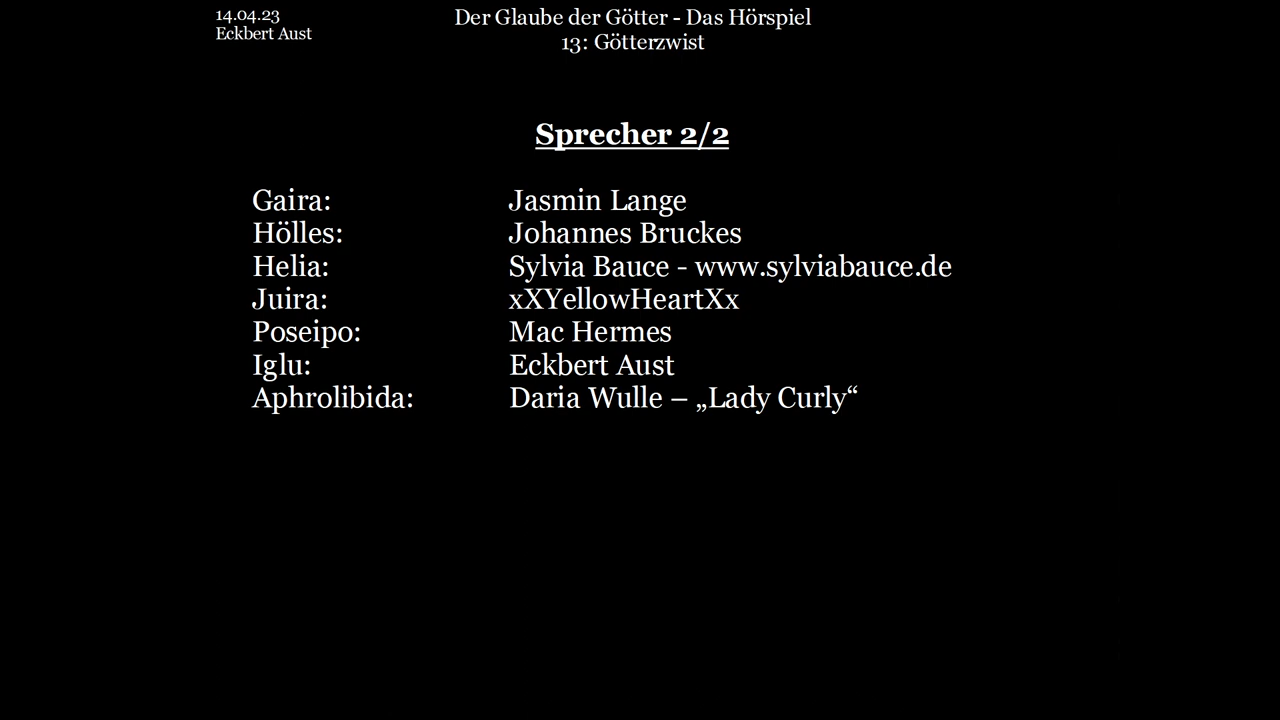 14.04.23
Eckbert Aust
Der Glaube der Götter - Das Hörspiel
13: Götterzwist
Sprecher 2/2
Gaira: Jasmin Lange
Hölles: Johannes Bruckes
Helia: Sylvia Bauce - www.sylviabauce.de
Juira: xXYellowHeartXx
Poseipo: Mac Hermes
Iglu: Eckbert Aust
Aphrolibida: Daria Wulle – „Lady Curly“